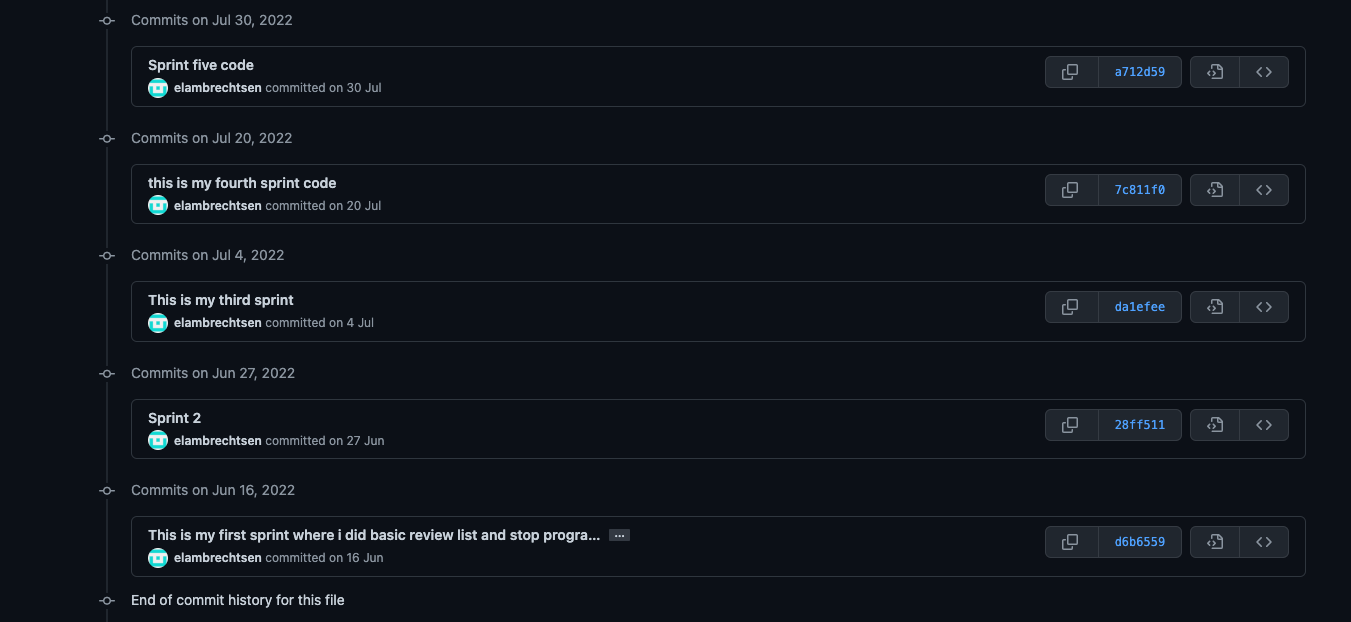 Commits on Jul 30, 2022
Sprint five code
elambrechtsen committed on 30 Jul
a712d59
Commits on Jul 20, 2022
this is my fourth sprint code
elambrechtsen committed on 20 Jul
7c811f0
Commits on Jul 4, 2022
This is my third sprint
elambrechtsen committed on 4 Jul
da1efee
Commits on Jun 27, 2022
Sprint 2
elambrechtsen committed on 27 Jun
28ff511
Commits on Jun 16, 2022
This is my first sprint where i did basic review list and stop progra... …
elambrechtsen committed on 16 Jun
d6b6559
End of commit history for this file